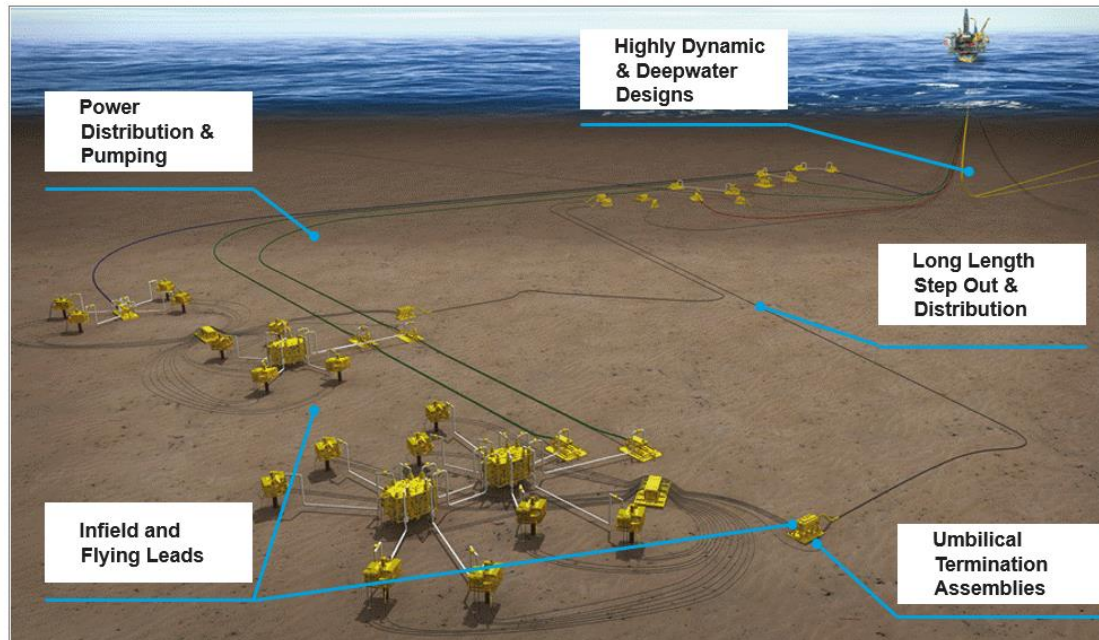 Highly Dynamic
& Deepwater
Designs
Power
Distribution &
Pumping
Long Length
Step Out &
Distribution
Infield and
Flying Leads
Umbilical
Termination
Assemblies